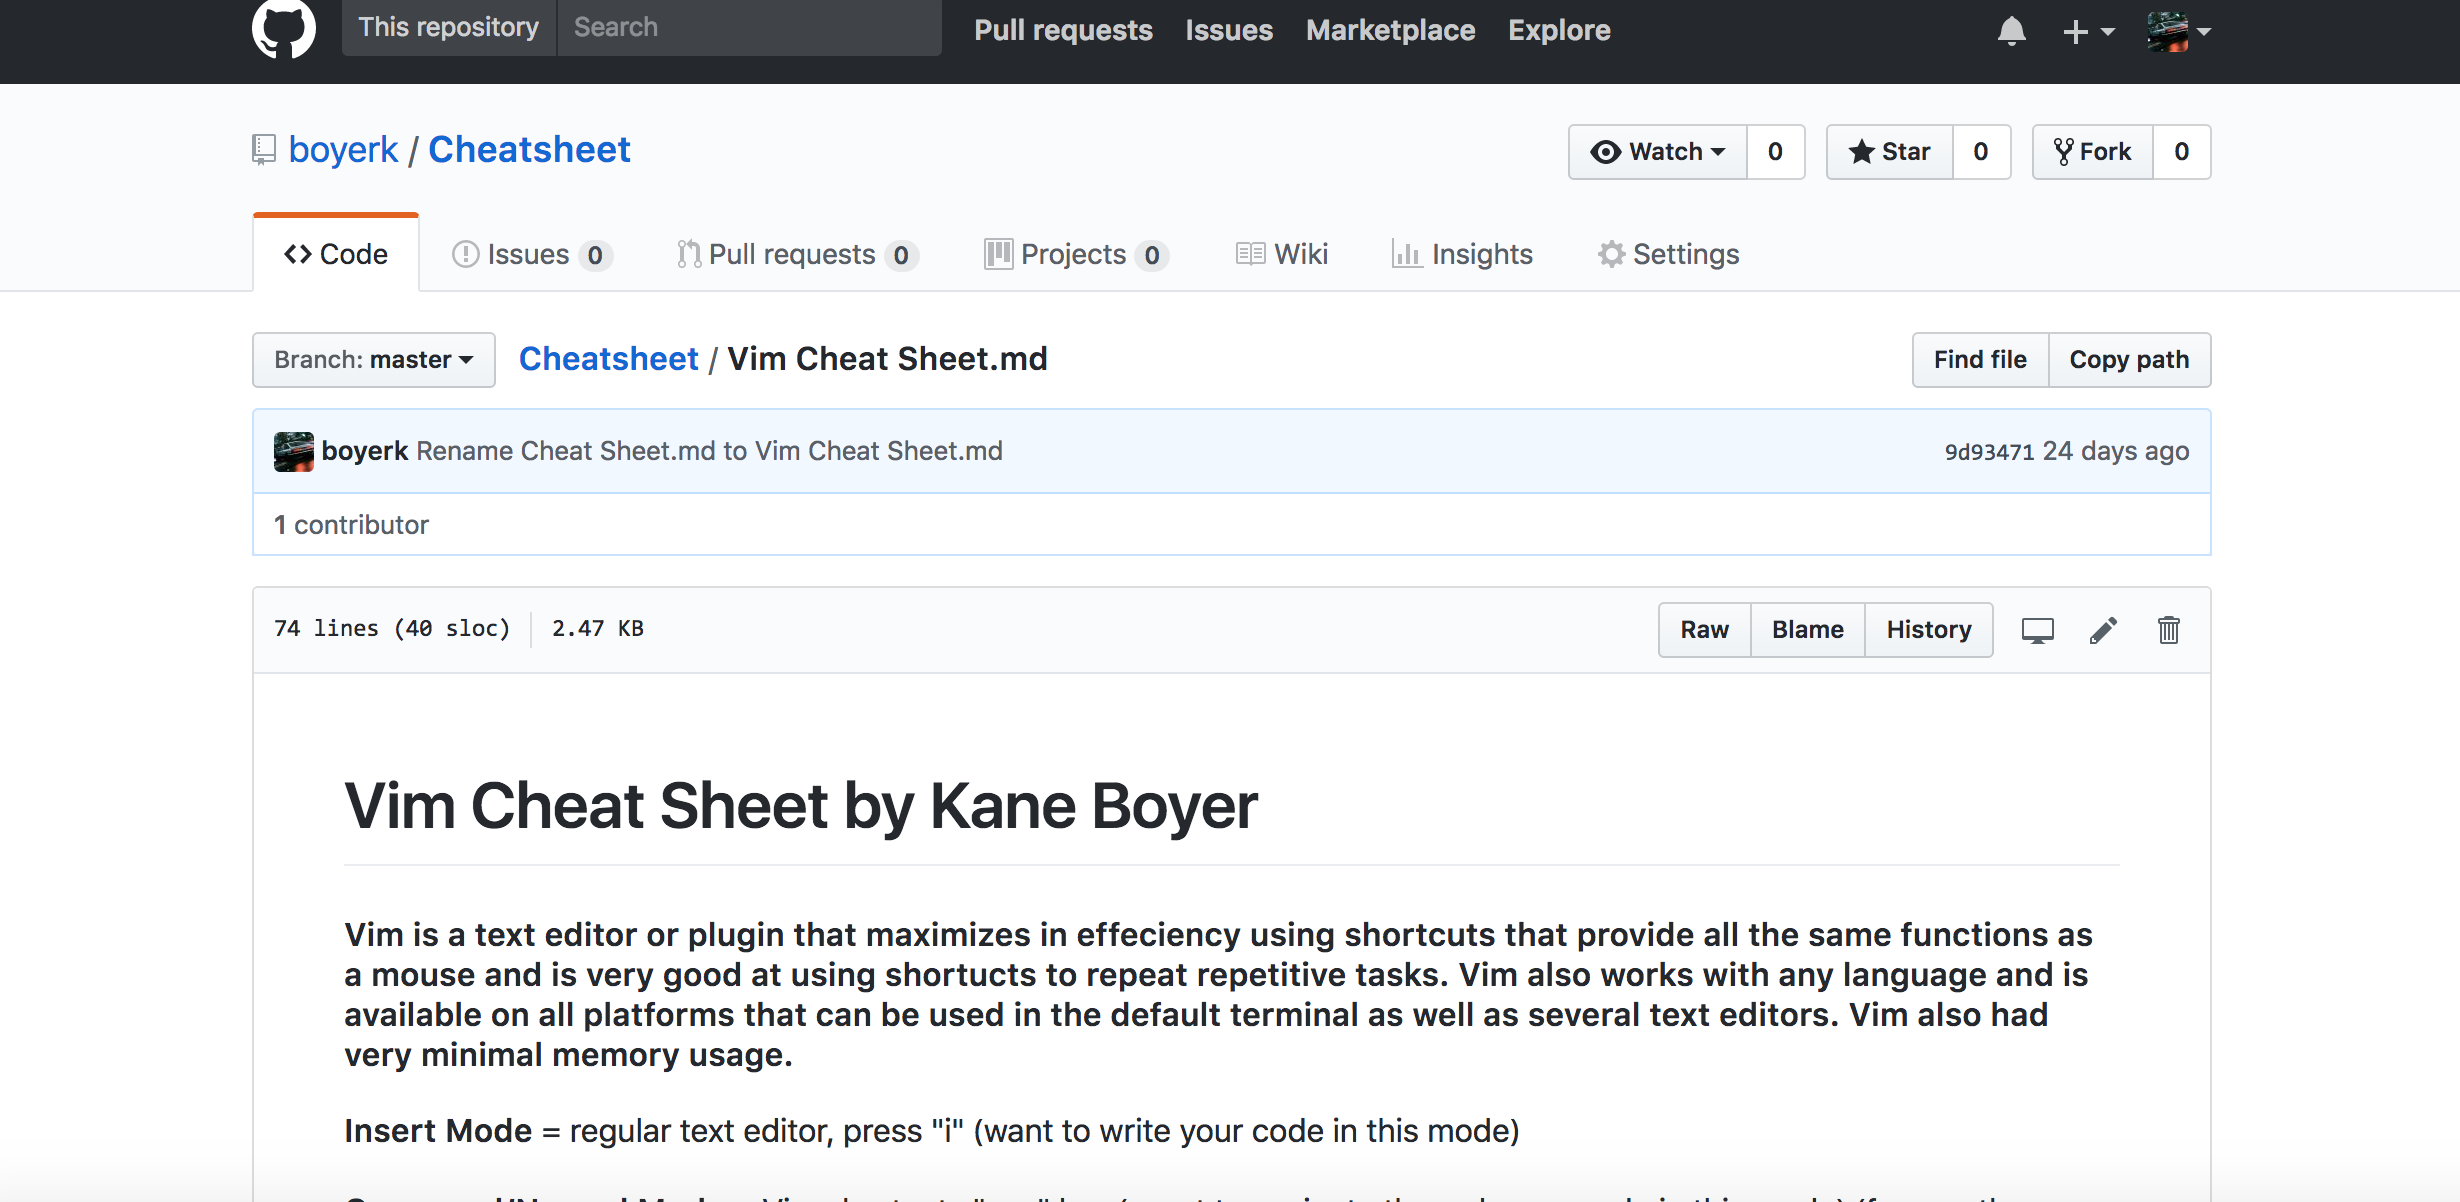 This repository Search Pull requests Issues Marketplace Explore
boyerk / Cheatsheet Watch 0 Star 0 Fork 0
Code Issues 0 Pull requests 0 Projects 0 Wiki Insights Settings
Branch: master Cheatsheet / Vim Cheat Sheet.md Find file Copy path
boyerk Rename Cheat Sheet.md to Vim Cheat Sheet.md 9d93471 24 days ago
1 contributor
74 lines (40 sloc) 2.47 KB Raw Blame History
Vim Cheat Sheet by Kane Boyer
Vim is a text editor or plugin that maximizes in effeciency using shortcuts that provide all the same functions as
a mouse and is very good at using shortucts to repeat repetitive tasks. Vim also works with any language and is
available on all platforms that can be used in the default terminal as well as several text editors. Vim also had
very minimal memory usage.
Insert Mode = regular text editor, press "i" (want to write your code in this mode)